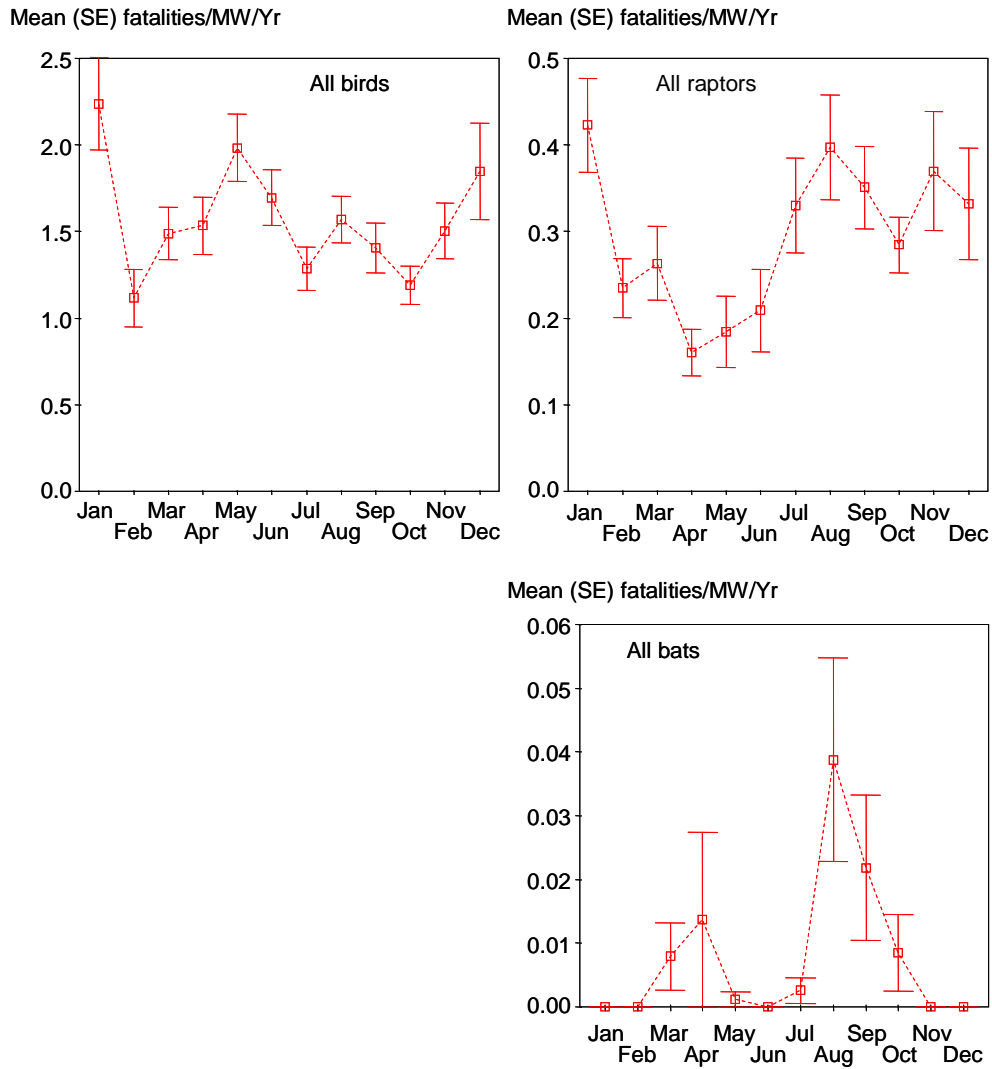 Mean (SE) fatalities/MW/Yr
All birds
2.5
2.0
1.5
1.0
0.5
0.0
Jan Mar May Jul Sep Nov
Feb Apr Jun Aug Oct Dec
Mean (SE) fatalities/MW/Yr
All raptors
0.5
0.4
0.3
0.2
0.1
0.0
Jan Mar May Jul Sep Nov
Feb Apr Jun Aug Oct Dec
Mean (SE) fatalities/MW/Yr
All bats
0.06
0.05
0.04
0.03
0.02
0.01
0.00
Jan Mar May Jul Sep Nov
Feb Apr Jun Aug Oct Dec